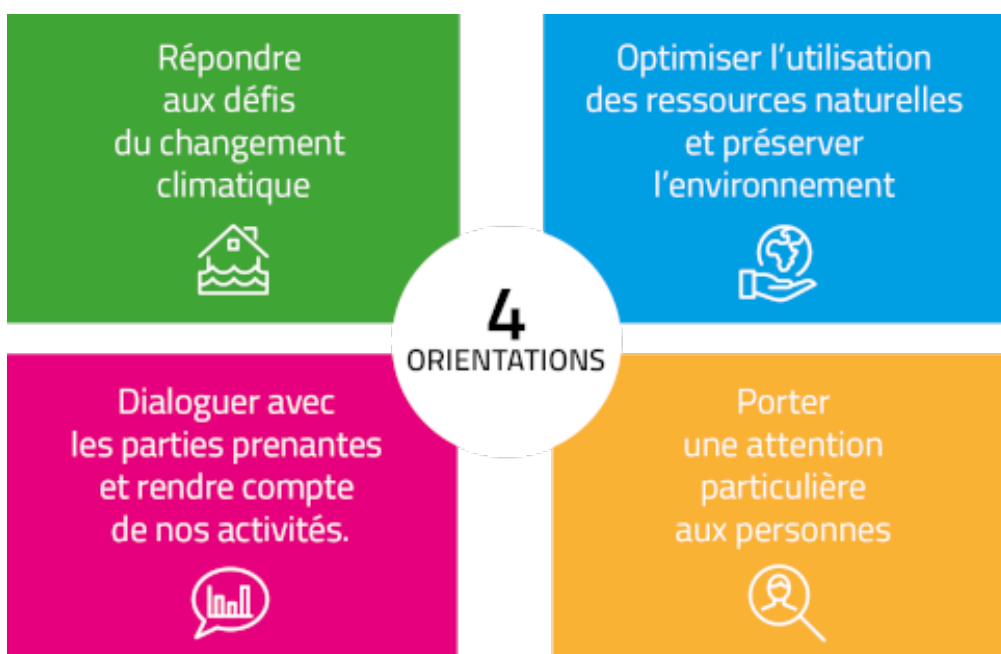 Répondre
aux défis
du changement
climatique
Optimiser l'utilisation
des ressources naturelles
et préserver
l'environnement
4
ORIENTATIONS
Dialoguer avec
les parties prenantes
et rendre compte
de nos activités.
Porter
une attention
particulière
aux personnes